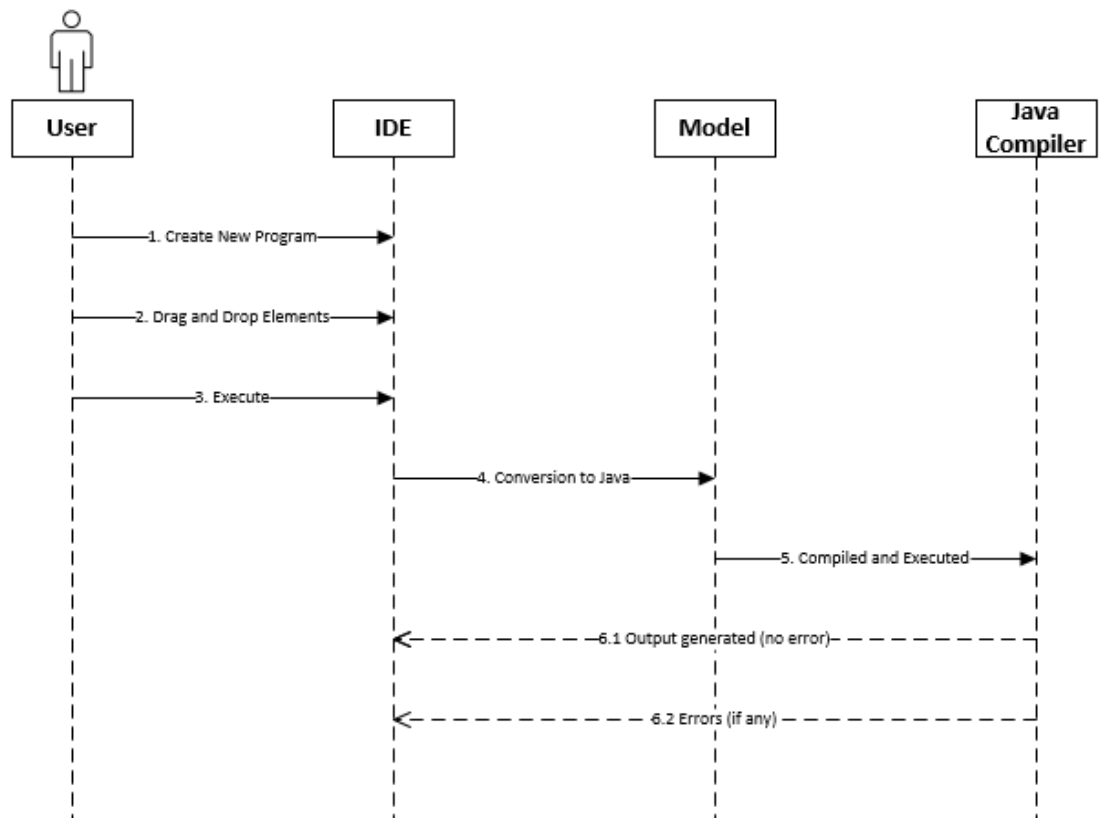 User
IDE
Model
Java
Compiler
1. Create New Program
2. Drag and Drop Elements
3. Execute
4. Conversion to Java
5. Compiled and Executed
6.1 Output generated (no error)
6.2 Errors (if any)